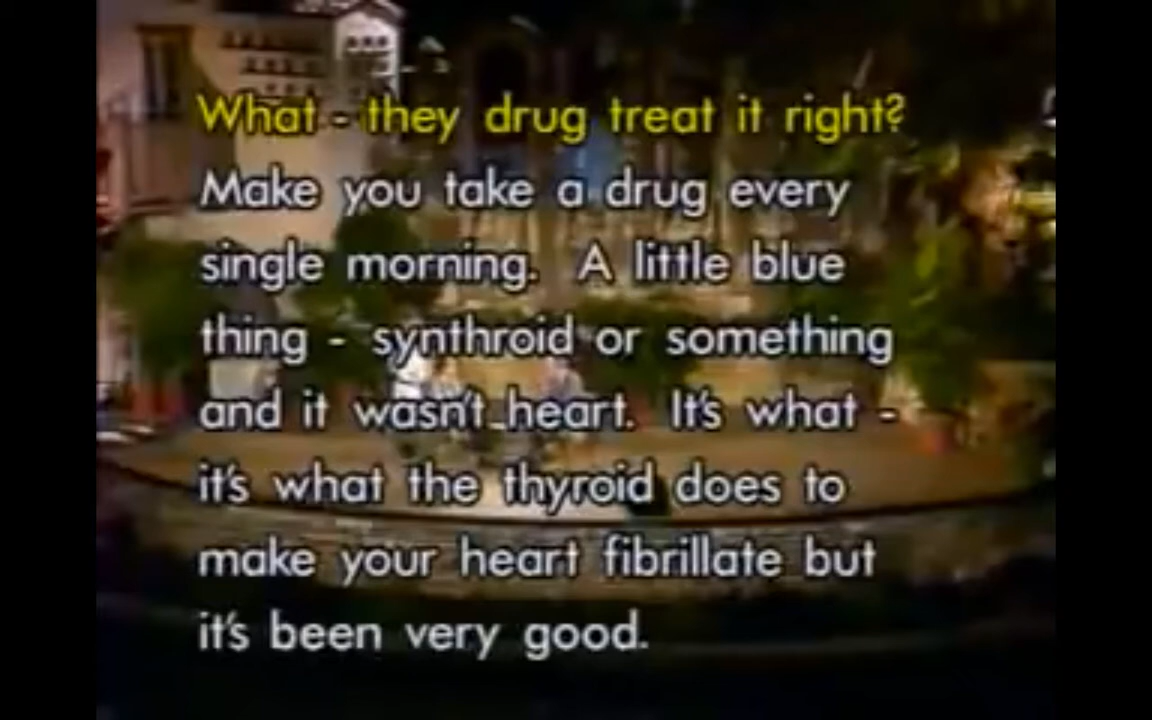 What - they drug treat it right?
Make you take a drug every
single morning. A little blue
thing - synthroid or something
and it wasn't heart. It's what -
it's what the thyroid does to
make your heart fibrillate but
it's been very good.